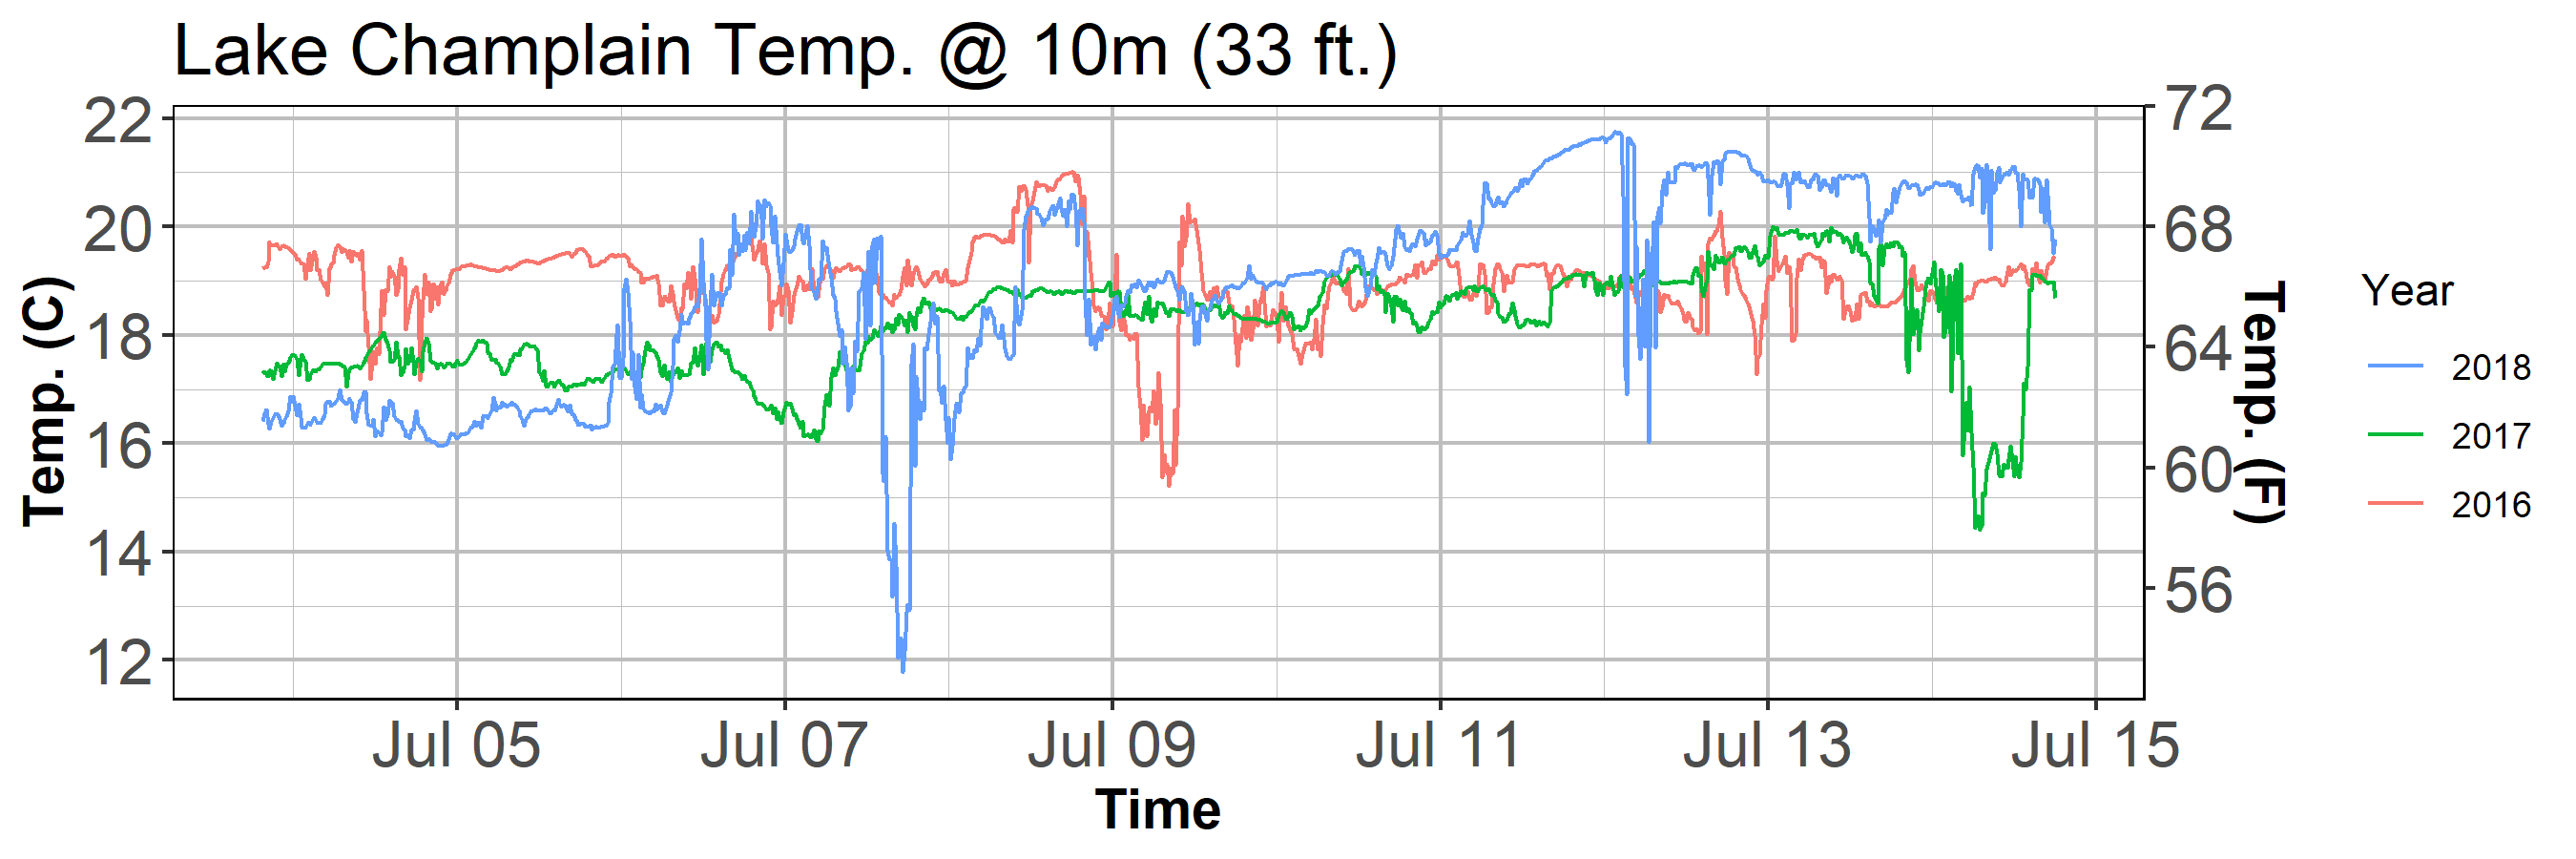 Lake Champlain Temp. @ 10m (33 ft.)
22
20
18
16
14
12
Temp. (C)
72
68
64
60
56
Temp. (F)
Jul 05 Jul 07 Jul 09 Jul 11 Jul 13 Jul 15
Time
Year
2018
2017
2016